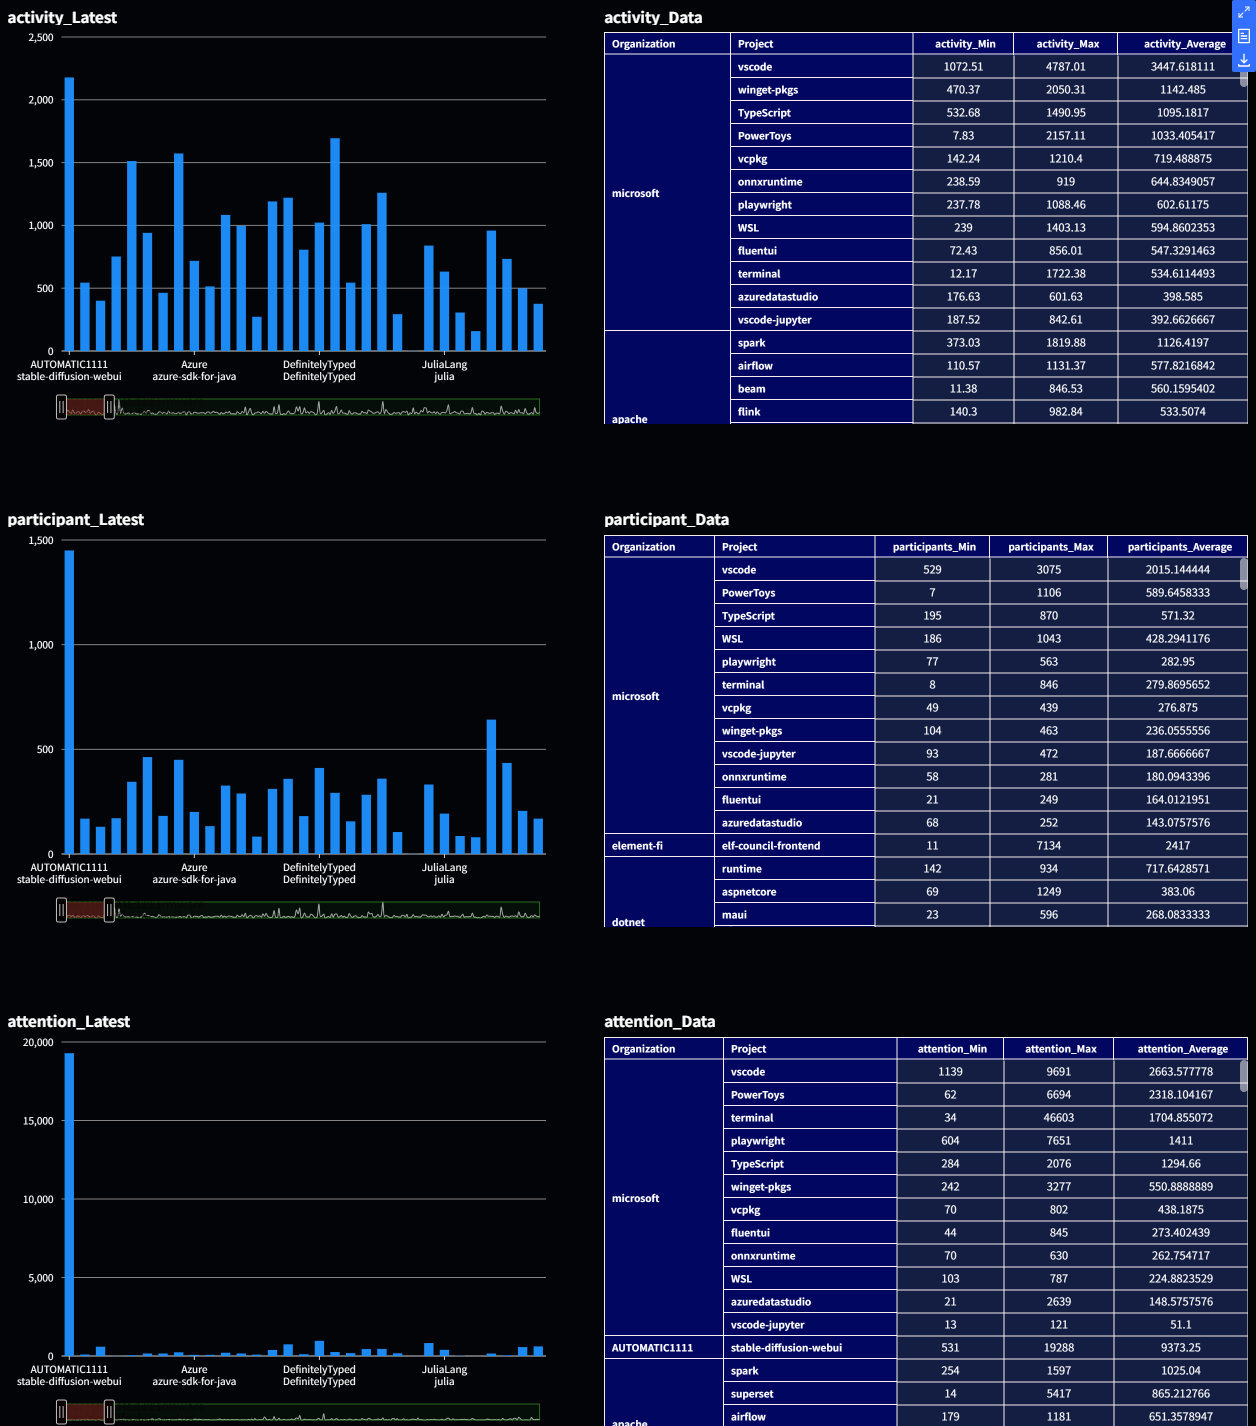 activity_Latest
2,500
2,000
1,500
1,000
500
0
AUTOMATIC1111 Azure DefinitelyTyped JuliaLang
stable-diffusion-webui azure-sdk-for-java DefinitelyTyped julia
activity_Data
Organization Project activity_Min activity_Max activity_Average
vscode 1072.51 4787.01 3447.618111
winget-pkgs 470.37 2050.31 1142.485
TypeScript 532.68 1490.95 1095.1817
PowerToys 7.83 2157.11 1033.405417
vcpkg 142.24 1210.4 719.488875
onnxruntime 238.59 919 644.8349057
microsoft
playwright 237.78 1088.46 602.61175
WSL 239 1403.13 594.8602353
fluentui 72.43 856.01 547.3291463
terminal 12.17 1722.38 534.6114493
azuredatastudio 176.63 601.63 398.585
vscode-jupyter 187.52 842.61 392.6626667
spark 373.03 1819.88 1126.4197
airflow 110.57 1131.37 577.8216842
beam 11.38 846.53 560.1595402
flink 140.3 982.84 533.5074
apache
participant_Latest
1,500
1,000
500
0
AUTOMATIC1111 Azure DefinitelyTyped JuliaLang
stable-diffusion-webui azure-sdk-for-java DefinitelyTyped julia
participant_Data
Organization Project participants_Min participants_Max participants_Average
vscode 529 3075 2015.144444
PowerToys 7 1106 589.6458333
TypeScript 195 870 571.32
WSL 186 1043 428.2941176
playwright 77 563 282.95
terminal 8 846 279.8695652
microsoft
vcpkg 49 439 276.875
winget-pkgs 104 463 236.0555556
vscode-jupyter 93 472 187.6666667
onnxruntime 58 281 180.0943396
fluentui 21 249 164.0121951
azuredatastudio 68 252 143.0757576
element-fi elf-council-frontend 11 7134 2417
runtime 142 934 717.6428571
aspnetcore 69 1249 383.06
maui 23 596 268.0833333
dotnet
attention_Latest
20,000
15,000
10,000
5,000
0
AUTOMATIC1111 Azure DefinitelyTyped JuliaLang
stable-diffusion-webui azure-sdk-for-java DefinitelyTyped julia
attention_Data
Organization Project attention_Min attention_Max attention_Average
vscode 1139 9691 2663.577778
PowerToys 62 6694 2318.104167
terminal 34 46603 1704.855072
playwright 604 7651 1411
TypeScript 284 2076 1294.66
winget-pkgs 242 3277 550.8888889
microsoft
vcpkg 70 802 438.1875
fluentui 44 845 273.402439
onnxruntime 70 630 262.754717
WSL 103 787 224.8823529
azuredatastudio 21 2639 148.5757576
vscode-jupyter 13 121 51.1
AUTOMATIC1111 stable-diffusion-webui 531 19288 9373.25
spark 254 1597 1025.04
superset 14 5417 865.212766
airflow 179 1181 651.3578947
apache